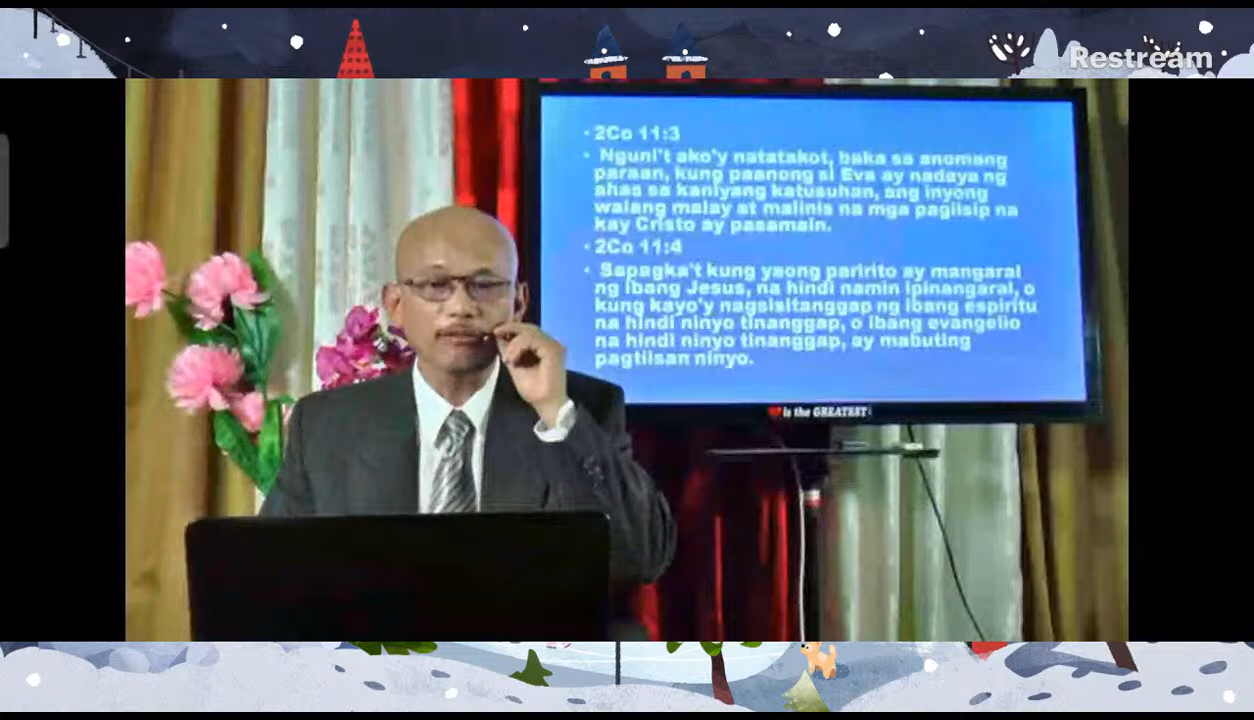 Restream
• 2Co 11:3
• Nguni't ako'y natatakot, baka sa anomang
paraan, kung paanong si Eva ay nadaya ng
ahas sa kaniyang katusuhan, ang inyong
walang malay at malinis na mga pagiisip na
kay Cristo ay pasamain.
• 2Co 11:4
• Sapagka't kung yaong paririto ay mangaral
ng ibang Jesus, na hindi namin ipinangaral, o
kung kayo'y nagsisitanggap ng ibang espiritu
na hindi ninyo tinanggap, o ibang evangelio
na hindi ninyo tinanggap, ay mabuting
pagtiisan ninyo.
is the GREATEST